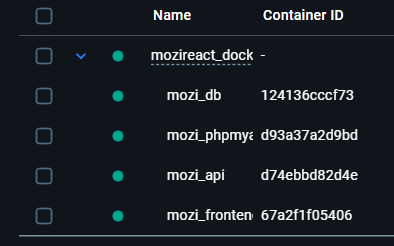 Name Container ID
mozireact_dock -
mozi_db 124136cccf73
mozi_phpmya d93a37a2d9bd
mozi_api d74ebbd82d4e
mozi_fronten 67a2f1f05406